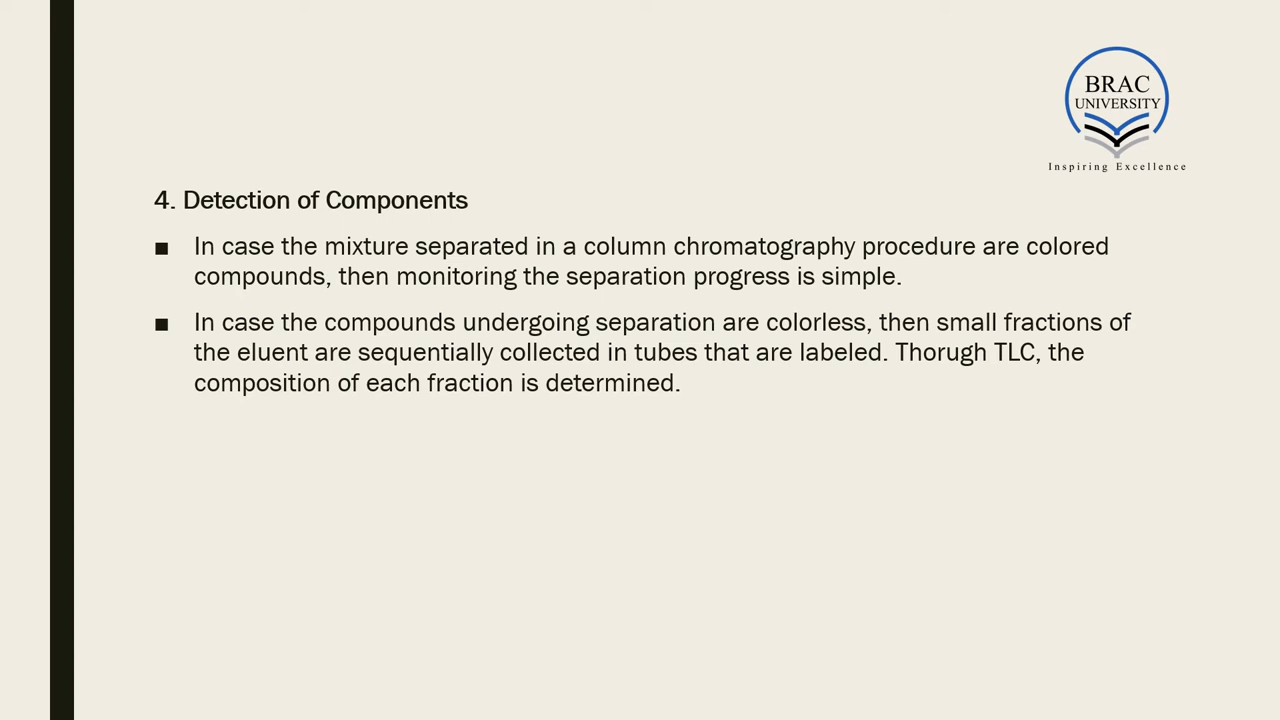 BRAC
UNIVERSITY
Inspiring Excellence
4. Detection of Components
■ In case the mixture separated in a column chromatography procedure are colored
compounds, then monitoring the separation progress is simple.
■ In case the compounds undergoing separation are colorless, then small fractions of
the eluent are sequentially collected in tubes that are labeled. Thorugh TLC, the
composition of each fraction is determined.